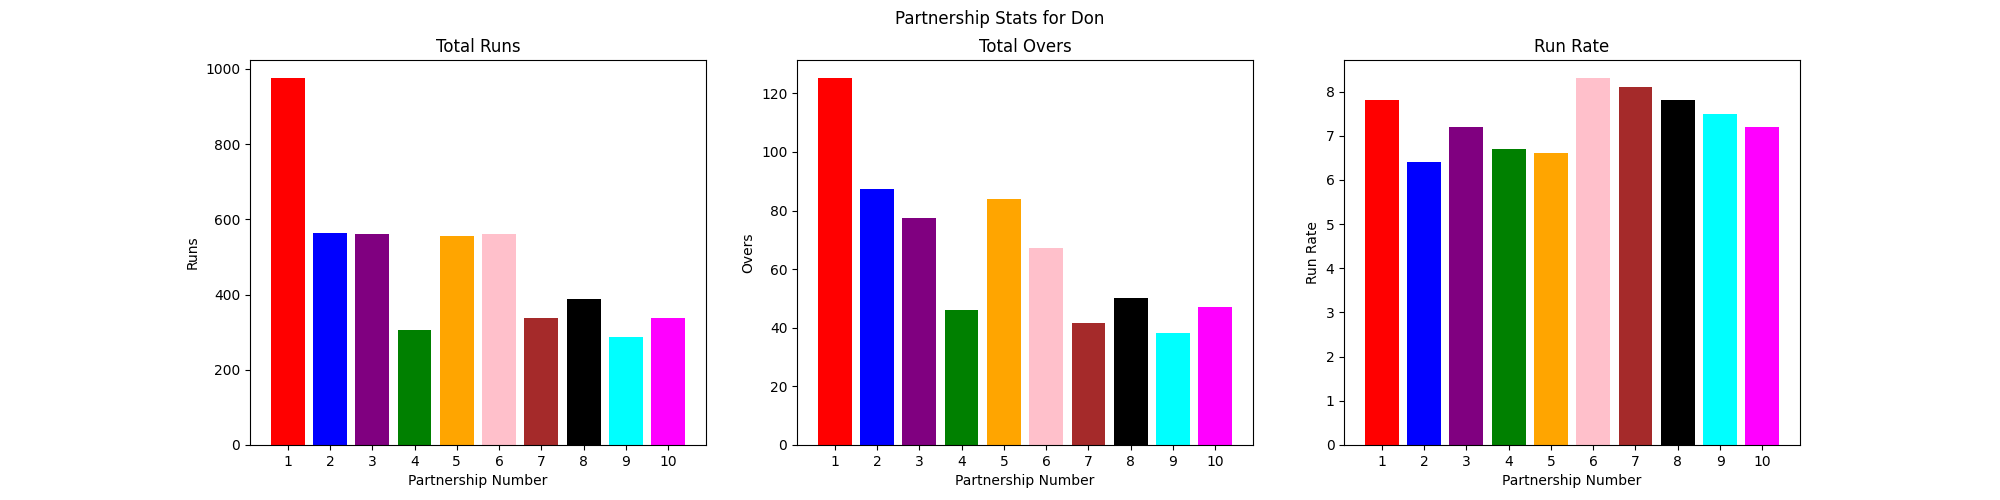 Partnership Stats for Don
Total Runs
Runs
1000
800
600
400
200
0
1 2 3 4 5 6 7 8 9 10
Partnership Number
Total Overs
Overs
120
100
80
60
40
20
0
1 2 3 4 5 6 7 8 9 10
Partnership Number
Run Rate
Run Rate
8
7
6
5
4
3
2
1
0
1 2 3 4 5 6 7 8 9 10
Partnership Number